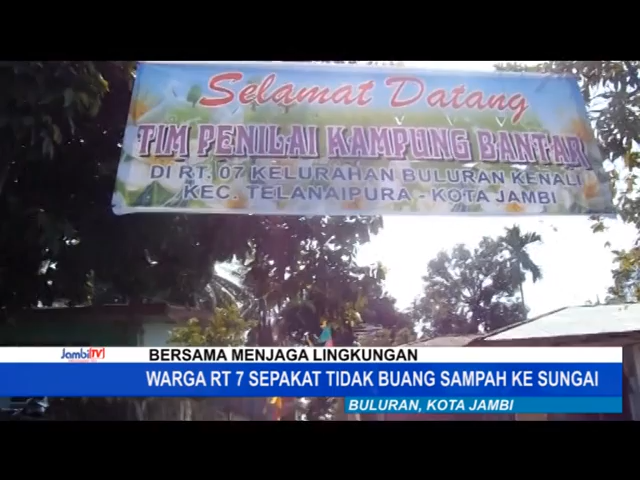 Selamat Datang
TIM PENILAI KAMPUNG BANTAR
DI RT. 07 KELURAHAN BULURAN KENALI
KEC. TELANAIPURA - KOTA JAMBI
JambiTV
BERSAMA MENJAGA LINGKUNGAN
WARGA RT 7 SEPAKAT TIDAK BUANG SAMPAH KE SUNGAI
BULURAN, KOTA JAMBI